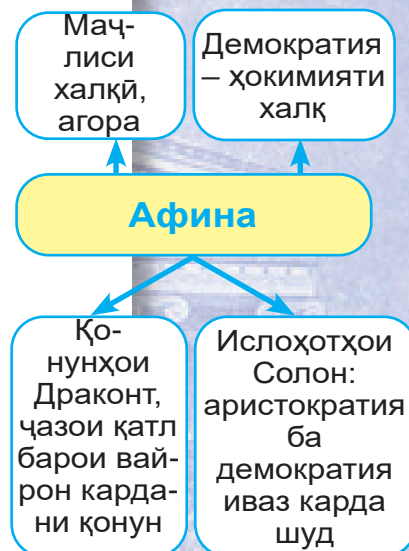 Маҷ-
лиси
халқӣ,
агора
Демократия
– ҳокимияти
халқ
Афина
Қо-
нунҳои
Драконт,
ҷазои қатл
барои вай-
рон карда-
ни қонун
Ислоҳотҳои
Солон:
аристократия
ба
демократия
иваз карда
шуд